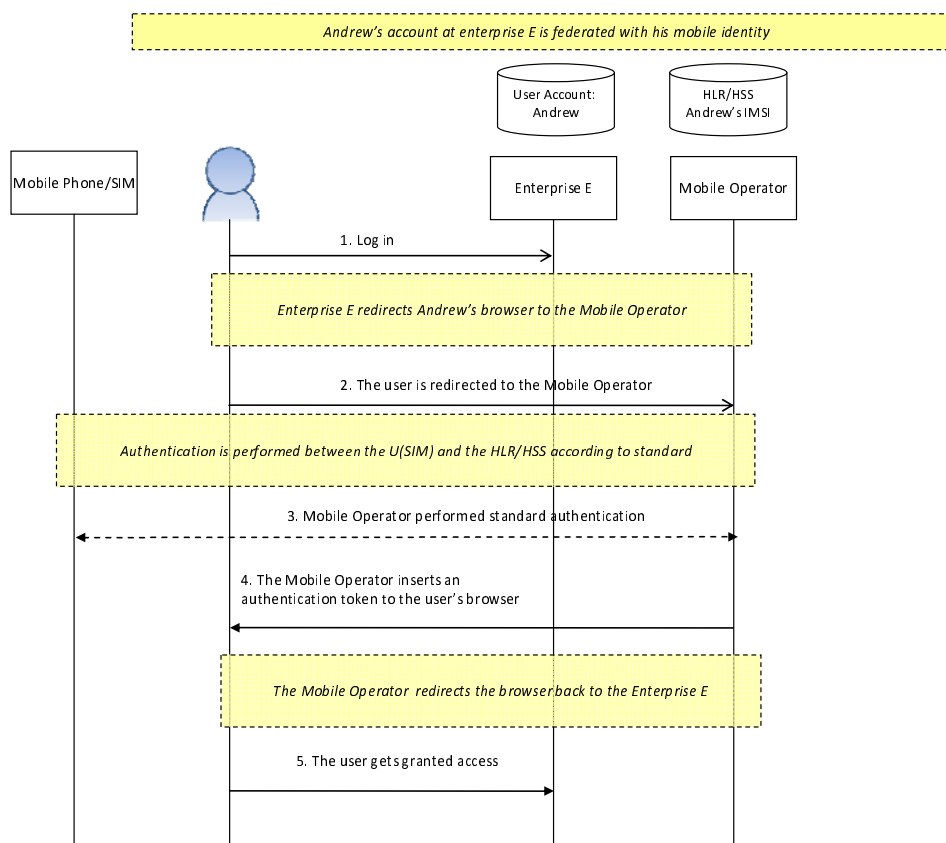 Andrew's account at enterprise E is federated with his mobile identity
User Account:
Andrew
HLR/HSS
Andrew's IMSI
Mobile Phone/SIM
Enterprise E
Mobile Operator
1. Log in
Enterprise E redirects Andrew's browser to the Mobile Operator
2. The user is redirected to the Mobile Operator
Authentication is performed between the U(SIM) and the HLR/HSS according to standard
3. Mobile Operator performed standard authentication
4. The Mobile Operator inserts an
authentication token to the user's browser
The Mobile Operator redirects the browser back to the Enterprise E
5. The user gets granted access